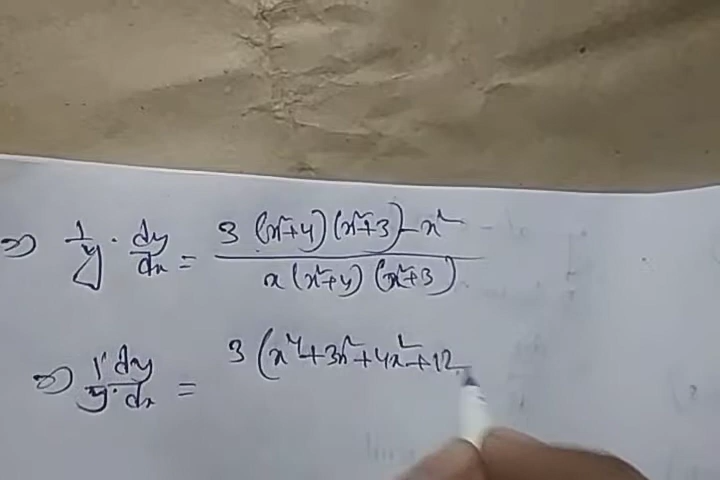 ⇒ 1/y · dy/dx = 3 (x²+4) (x²+3) - x² / x (x²+4) (x²+3)
⇒ 1/y · dy/dx = 3 (x⁴+3x²+4x²+12